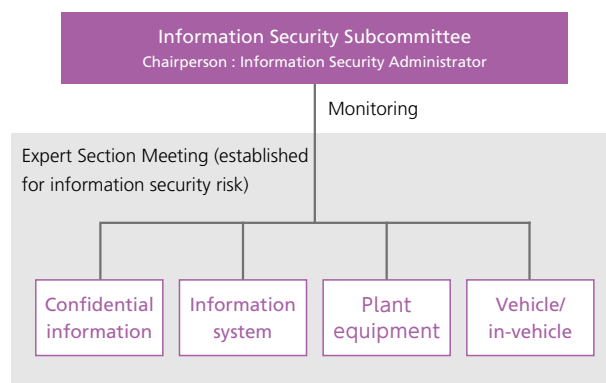 Information Security Subcommittee
Chairperson : Information Security Administrator
Monitoring
Expert Section Meeting (established
for information security risk)
Confidential
information
Information
system
Plant
equipment
Vehicle/
in-vehicle